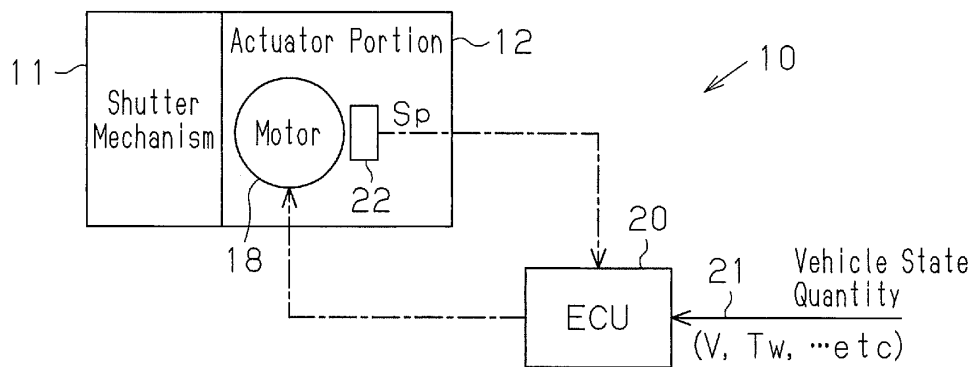 Actuator Portion
12
11
10
Shutter
Mechanism
Motor
Sp
22
18
20
ECU
21
Vehicle State
Quantity
(V, Tw, ···etc)